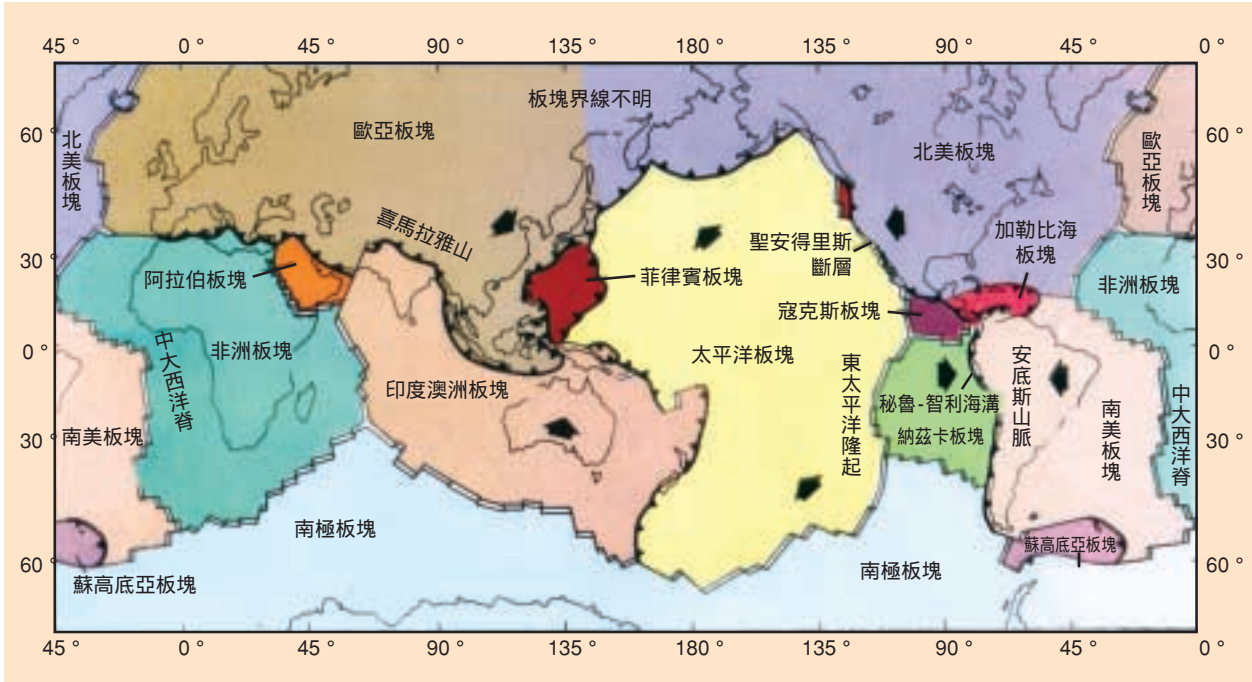 45 ° 0 ° 45 ° 90 ° 135 ° 180 ° 135 ° 90 ° 45 ° 0 °
60 °
30 °
0 °
30 °
60 °
北美板塊
歐亞板塊
板塊界線不明
北美板塊
歐亞板塊
喜馬拉雅山
阿拉伯板塊
菲律賓板塊
聖安得里斯
斷層
加勒比海
板塊
寇克斯板塊
非洲板塊
非洲板塊
中大西洋脊
印度澳洲板塊
太平洋板塊
東太平洋隆起
秘魯-智利海溝
納茲卡板塊
安底斯山脈
南美板塊
中大西洋脊
南美板塊
南極板塊
南極板塊
蘇高底亞板塊
蘇高底亞板塊
60 °
30 °
0 °
30 °
60 °
45 ° 0 ° 45 ° 90 ° 135 ° 180 ° 135 ° 90 ° 45 ° 0 °